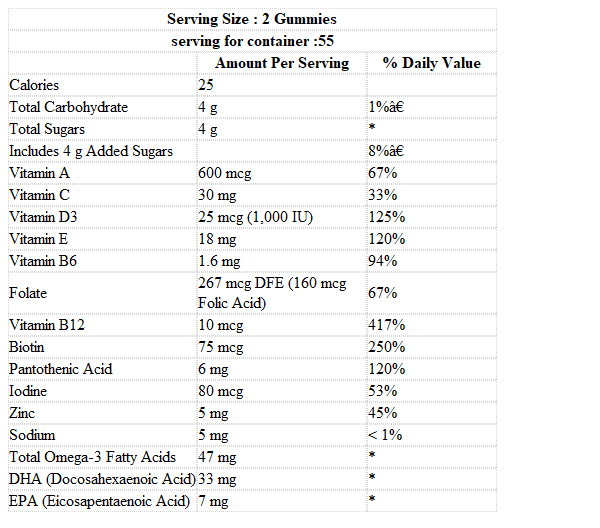 Serving Size : 2 Gummies
serving for container :55
Amount Per Serving % Daily Value
Calories 25
Total Carbohydrate 4 g 1%â€
Total Sugars 4 g *
Includes 4 g Added Sugars 8%â€
Vitamin A 600 mcg 67%
Vitamin C 30 mg 33%
Vitamin D3 25 mcg (1,000 IU) 125%
Vitamin E 18 mg 120%
Vitamin B6 1.6 mg 94%
Folate 267 mcg DFE (160 mcg
Folic Acid) 67%
Vitamin B12 10 mcg 417%
Biotin 75 mcg 250%
Pantothenic Acid 6 mg 120%
Iodine 80 mcg 53%
Zinc 5 mg 45%
Sodium 5 mg < 1%
Total Omega-3 Fatty Acids 47 mg *
DHA (Docosahexaenoic Acid) 33 mg *
EPA (Eicosapentaenoic Acid) 7 mg *